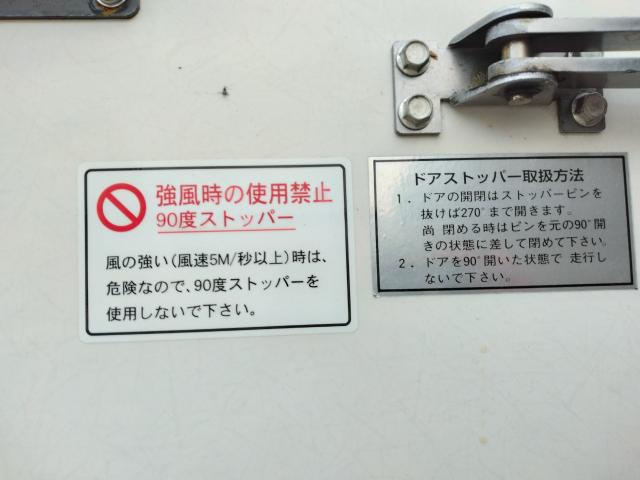 強風時の使用禁止
90度ストッパー
風の強い(風速5M/秒以上)時は、
危険なので、90度ストッパーを
使用しないで下さい。
ドアストッパー取扱方法
1. ドアの開閉はストッパーピンを
抜けば270°まで開きます。
尚 閉める時はピンを元の90°開
きの状態に差して閉めて下さい。
2. ドアを90°開いた状態で 走行し
ないで下さい。